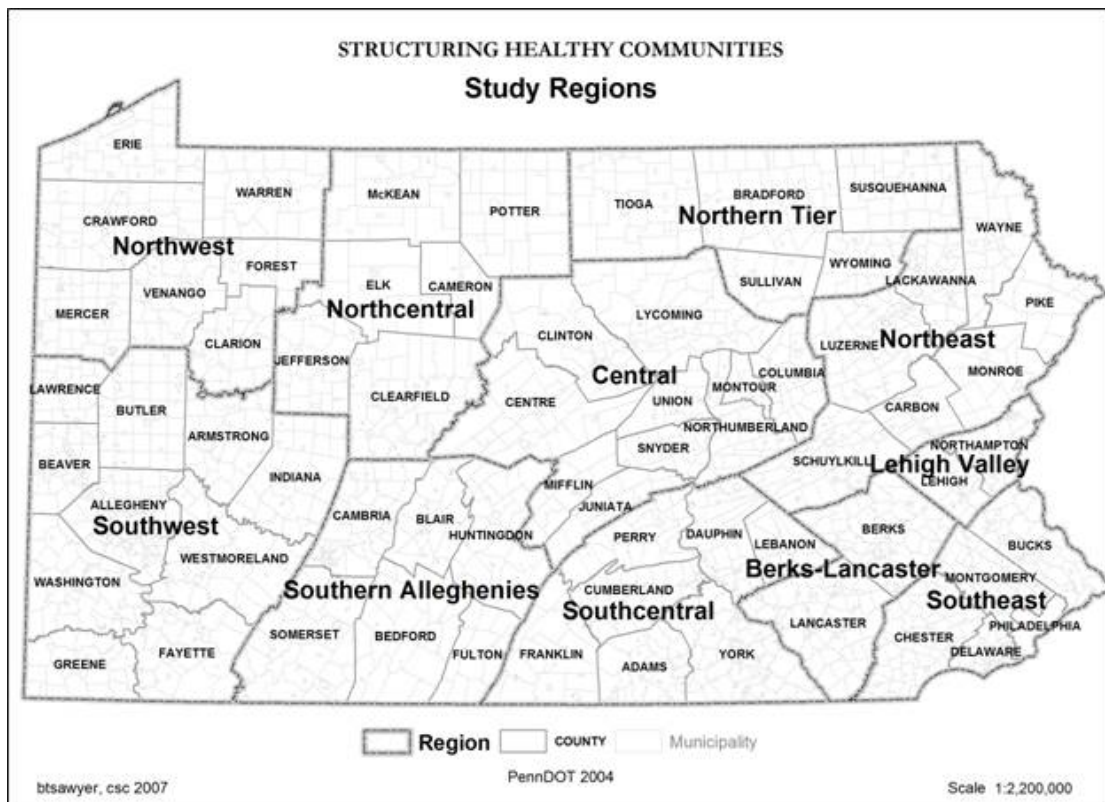 STRUCTURING HEALTHY COMMUNITIES
Study Regions
ERIE
WARREN
McKEAN
POTTER
TIOGA
BRADFORD
SUSQUEHANNA
CRAWFORD
Northwest
Northern Tier
WAYNE
FOREST
WYOMING
VENANGO
ELK
CAMERON
SULLIVAN
LACKAWANNA
MERCER
Northcentral
PIKE
LYCOMING
CLINTON
CLARION
LUZERNE
Northeast
JEFFERSON
Central
COLUMBIA
MONROE
LAWRENCE
MONTOUR
BUTLER
CLEARFIELD
CENTRE
UNION
CARBON
ARMSTRONG
NORTHUMBERLAND
NORTHAMPTON
SNYDER
BEAVER
SCHUYLKILL
Lehigh Valley
INDIANA
MIFFLIN
LEHIGH
ALLEGHENY
JUNIATA
Southwest
CAMBRIA
BLAIR
HUNTINGDON
PERRY
DAUPHIN
BERKS
LEBANON
BUCKS
WESTMORELAND
WASHINGTON
Southern Alleghenies
CUMBERLAND
Berks-Lancaster
MONTGOMERY
Southcentral
Southeast
LANCASTER
PHILADELPHIA
SOMERSET
BEDFORD
CHESTER
FAYETTE
FULTON
FRANKLIN
YORK
DELAWARE
GREENE
ADAMS
Region
COUNTY
Municipality
PennDOT 2004
btsawyer, csc 2007
Scale 1:2,200,000